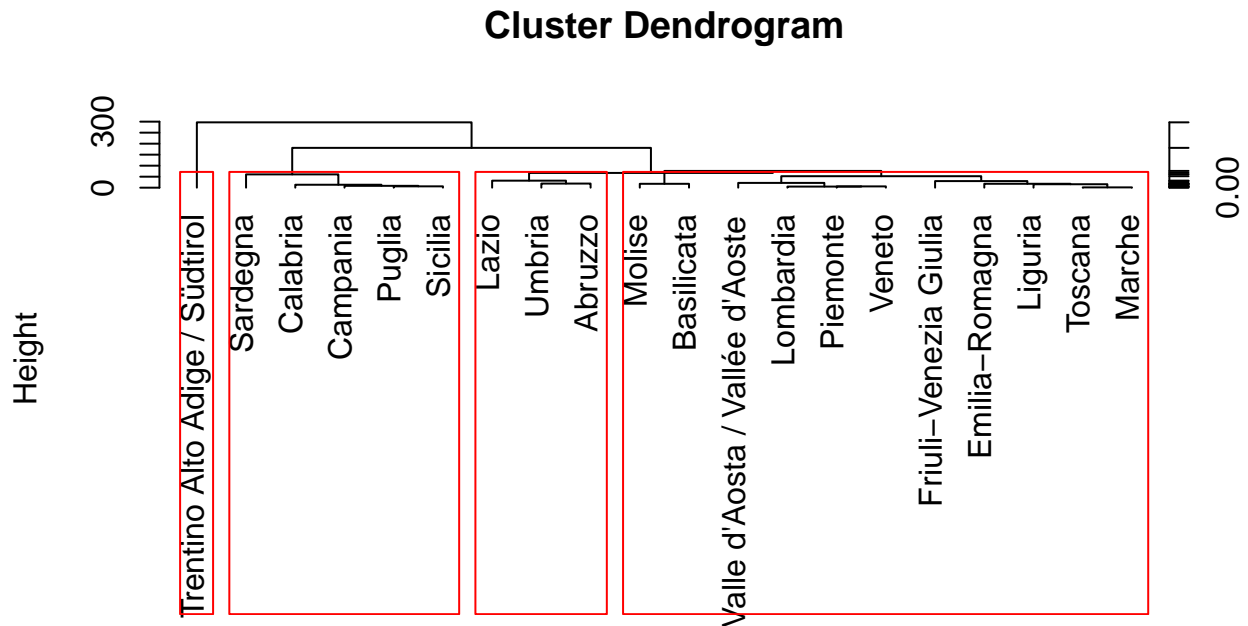 Cluster Dendrogram
Height
300
0
0.00
Trentino Alto Adige / Südtirol
Sardegna
Calabria
Campania
Puglia
Sicilia
Lazio
Umbria
Abruzzo
Molise
Basilicata
Valle d'Aosta / Vallée d'Aoste
Lombardia
Piemonte
Veneto
Friuli−Venezia Giulia
Emilia−Romagna
Liguria
Toscana
Marche